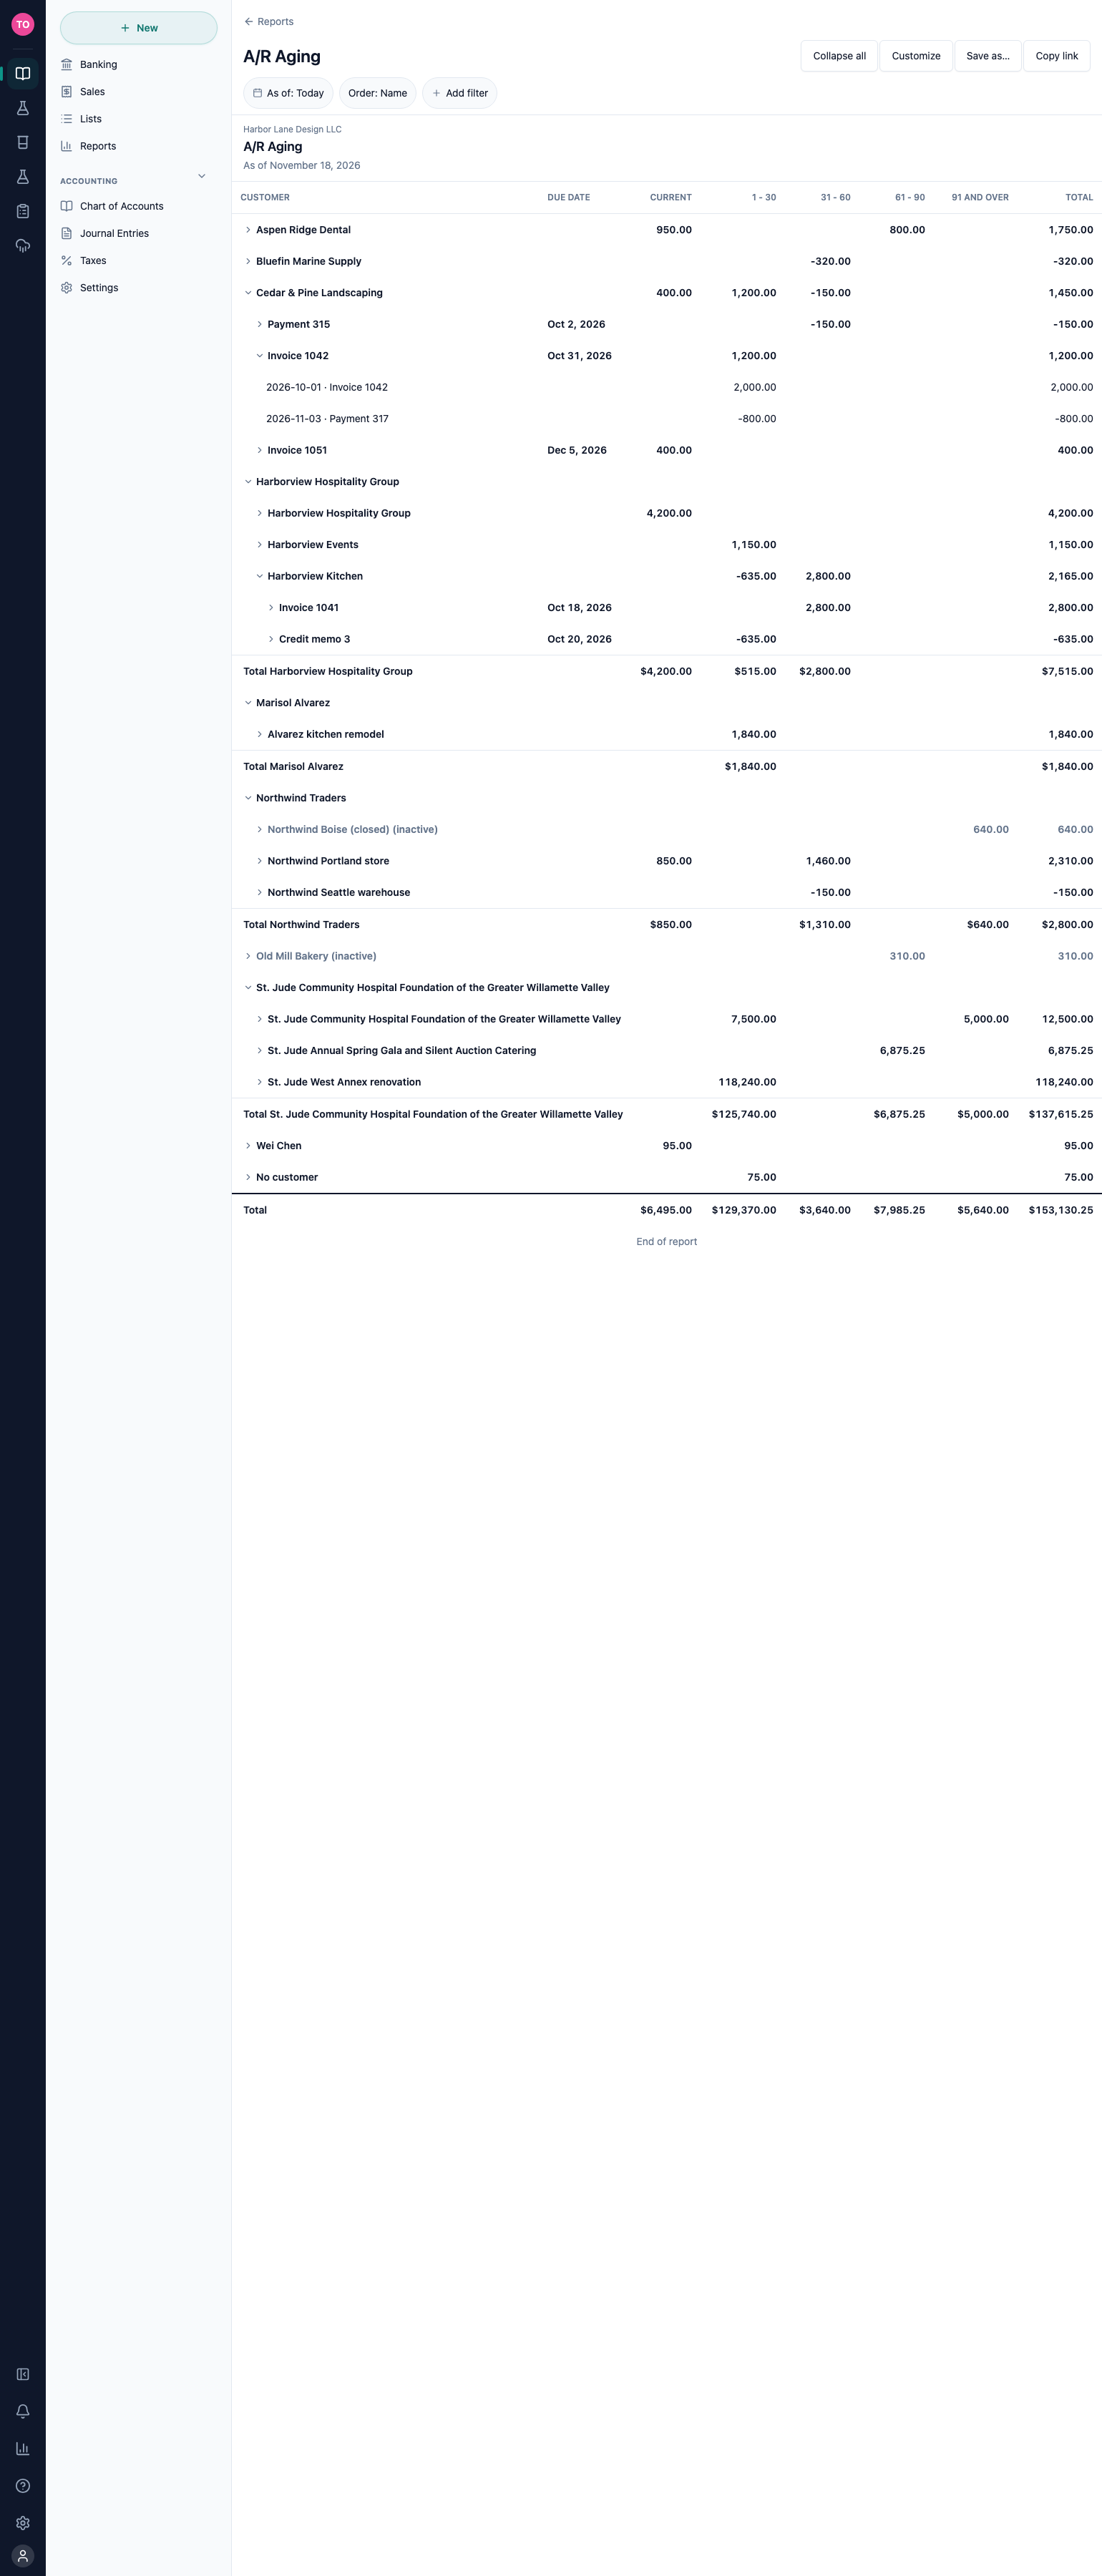 TO
New
Banking
Sales
Lists
Reports
ACCOUNTING
Chart of Accounts
Journal Entries
Taxes
Settings
Reports
A/R Aging
Collapse all Customize Save as... Copy link
As of: Today Order: Name Add filter
Harbor Lane Design LLC
A/R Aging
As of November 18, 2026
CUSTOMER DUE DATE CURRENT 1 - 30 31 - 60 61 - 90 91 AND OVER TOTAL
Aspen Ridge Dental 950.00 800.00 1,750.00
Bluefin Marine Supply -320.00 -320.00
Cedar & Pine Landscaping 400.00 1,200.00 -150.00 1,450.00
Payment 315 Oct 2, 2026 -150.00 -150.00
Invoice 1042 Oct 31, 2026 1,200.00 1,200.00
2026-10-01 · Invoice 1042 2,000.00 2,000.00
2026-11-03 · Payment 317 -800.00 -800.00
Invoice 1051 Dec 5, 2026 400.00 400.00
Harborview Hospitality Group
Harborview Hospitality Group 4,200.00 4,200.00
Harborview Events 1,150.00 1,150.00
Harborview Kitchen -635.00 2,800.00 2,165.00
Invoice 1041 Oct 18, 2026 2,800.00 2,800.00
Credit memo 3 Oct 20, 2026 -635.00 -635.00
Total Harborview Hospitality Group $4,200.00 $515.00 $2,800.00 $7,515.00
Marisol Alvarez
Alvarez kitchen remodel 1,840.00 1,840.00
Total Marisol Alvarez $1,840.00 $1,840.00
Northwind Traders
Northwind Boise (closed) (inactive) 640.00 640.00
Northwind Portland store 850.00 1,460.00 2,310.00
Northwind Seattle warehouse -150.00 -150.00
Total Northwind Traders $850.00 $1,310.00 $640.00 $2,800.00
Old Mill Bakery (inactive) 310.00 310.00
St. Jude Community Hospital Foundation of the Greater Willamette Valley
St. Jude Community Hospital Foundation of the Greater Willamette Valley 7,500.00 5,000.00 12,500.00
St. Jude Annual Spring Gala and Silent Auction Catering 6,875.25 6,875.25
St. Jude West Annex renovation 118,240.00 118,240.00
Total St. Jude Community Hospital Foundation of the Greater Willamette Valley $125,740.00 $6,875.25 $5,000.00 $137,615.25
Wei Chen 95.00 95.00
No customer 75.00 75.00
Total $6,495.00 $129,370.00 $3,640.00 $7,985.25 $5,640.00 $153,130.25
End of report